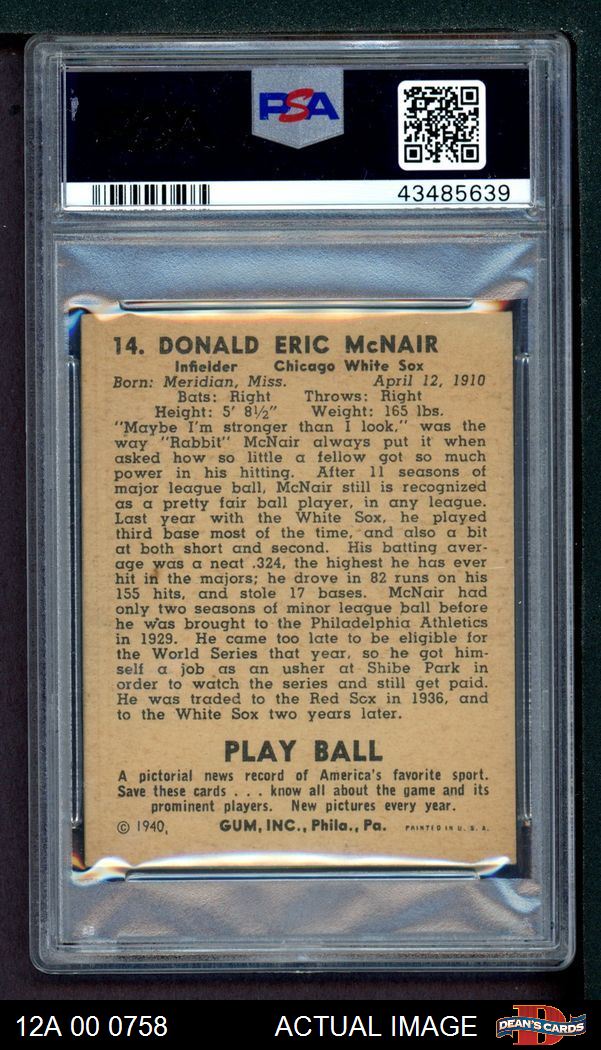 PSA
43485639
14. DONALD ERIC McNAIR
Infielder Chicago White Sox
Born: Meridian, Miss. April 12, 1910
Bats: Right Throws: Right
Height: 5' 8½" Weight: 165 lbs.
"Maybe I'm stronger than I look," was the
way "Rabbit" McNair always put it when
asked how so little a fellow got so much
power in his hitting. After 11 seasons of
major league ball, McNair still is recognized
as a pretty fair ball player, in any league.
Last year with the White Sox, he played
third base most of the time, and also a bit
at both short and second. His batting aver-
age was a neat .324, the highest he has ever
hit in the majors; he drove in 82 runs on his
155 hits, and stole 17 bases. McNair had
only two seasons of minor league ball before
he was brought to the Philadelphia Athletics
in 1929. He came too late to be eligible for
the World Series that year, so he got him-
self a job as an usher at Shibe Park in
order to watch the series and still get paid.
He was traded to the Red Sox in 1936, and
to the White Sox two years later.
PLAY BALL
A pictorial news record of America's favorite sport.
Save these cards . . . know all about the game and its
prominent players. New pictures every year.
© 1940, GUM, INC., Phila., Pa. PRINTED IN U. S. A.
12A 00 0758 ACTUAL IMAGE DEAN'S CARDS